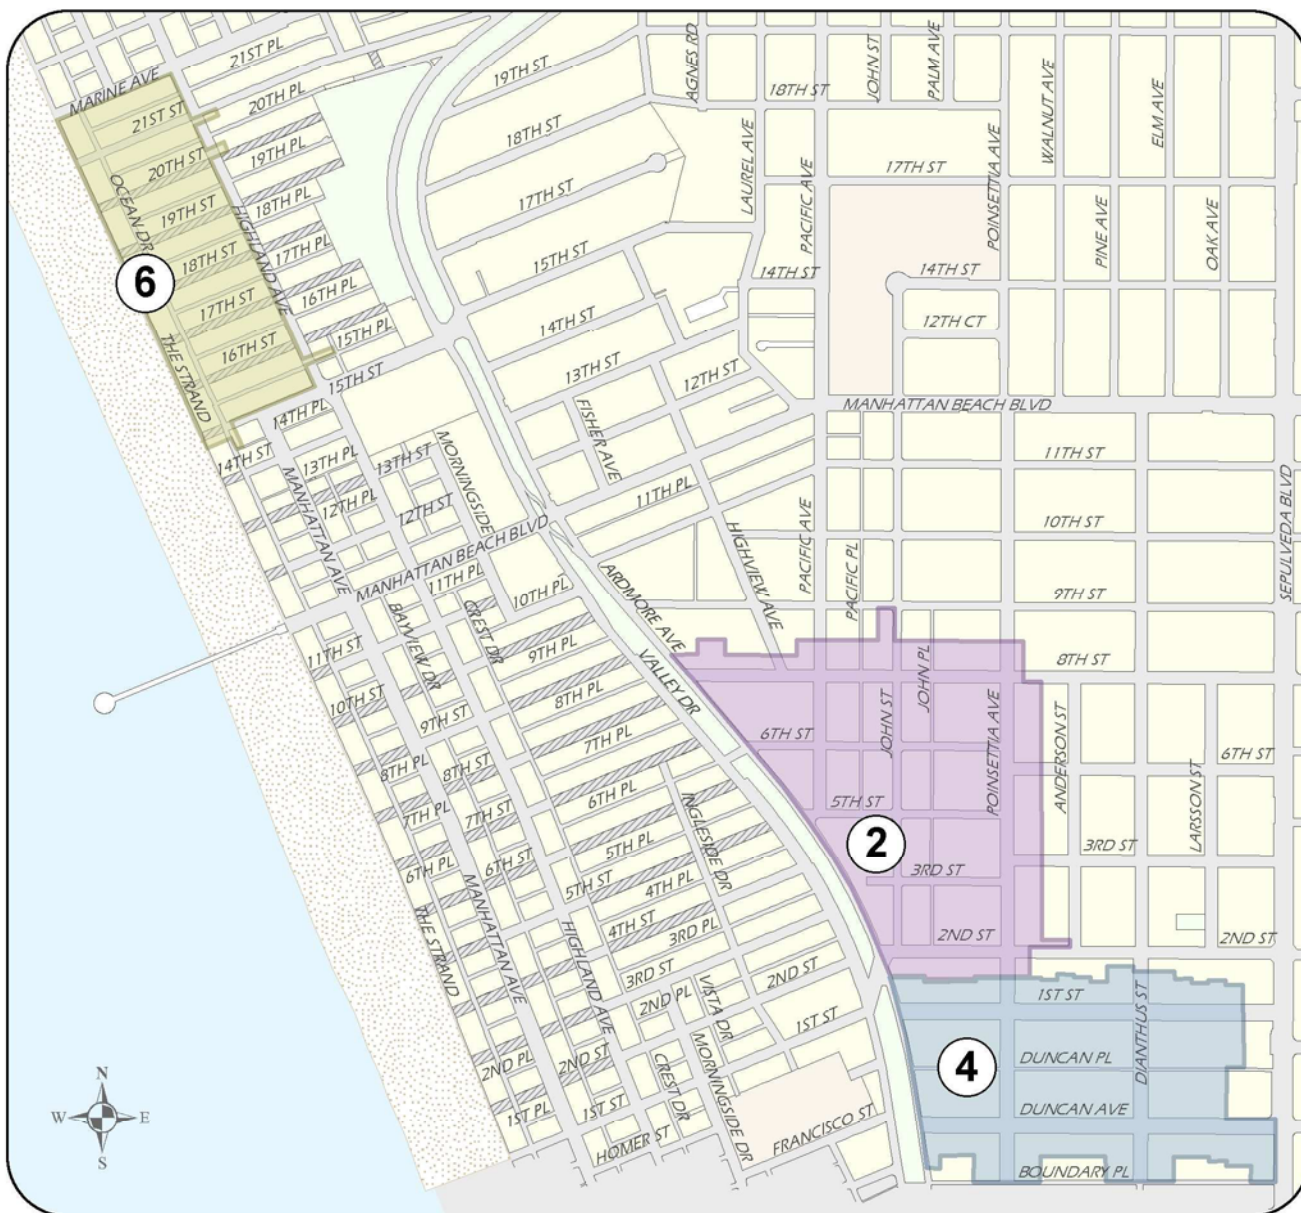 21ST PL
MARINE AVE
21ST ST
20TH PL
20TH ST
19TH PL
OCEAN DR
19TH ST
18TH PL
HIGHLAND AVE
18TH ST
17TH PL
6
17TH ST
16TH PL
THE STRAND
16TH ST
15TH PL
15TH ST
14TH PL
14TH ST
13TH PL
13TH ST
MORNINGSIDE
MANHATTAN AVE
12TH PL
12TH ST
MANHATTAN BEACH BLVD
19TH ST
18TH ST
17TH ST
15TH ST
14TH ST
13TH ST
12TH ST
FISHER AVE
11TH PL
AGNES RD
JOHN ST
PALM AVE
18TH ST
WALNUT AVE
ELM AVE
LAUREL AVE
PACIFIC AVE
17TH ST
POINSETTIA AVE
PINE AVE
OAK AVE
14TH ST
14TH ST
12TH CT
MANHATTAN BEACH BLVD
11TH ST
SEPULVEDA BLVD
10TH ST
PACIFIC AVE
HIGHVIEW AVE
PACIFIC PL
9TH ST
ARDMORE AVE
VALLEY DR
8TH ST
JOHN PL
JOHN ST
6TH ST
POINSETTIA AVE
ANDERSON ST
6TH ST
5TH ST
LARSSON ST
2
3RD ST
3RD ST
2ND ST
2ND ST
11TH PL
10TH PL
BAYVIEW DR
CREST DR
11TH ST
9TH PL
10TH ST
8TH PL
9TH ST
7TH PL
8TH PL
8TH ST
6TH PL
INGLESIDE DR
7TH PL
7TH ST
5TH PL
6TH PL
6TH ST
5TH ST
4TH PL
MANHATTAN AVE
4TH ST
3RD PL
THE STRAND
HIGHLAND AVE
3RD ST
2ND ST
2ND PL
VISTA DR
1ST ST
2ND PL
2ND ST
CREST DR
MORNINGSIDE DR
1ST PL
1ST ST
HOMER ST
FRANCISCO ST
1ST ST
DIANTHUS ST
4
DUNCAN PL
DUNCAN AVE
BOUNDARY PL
N
W E
S